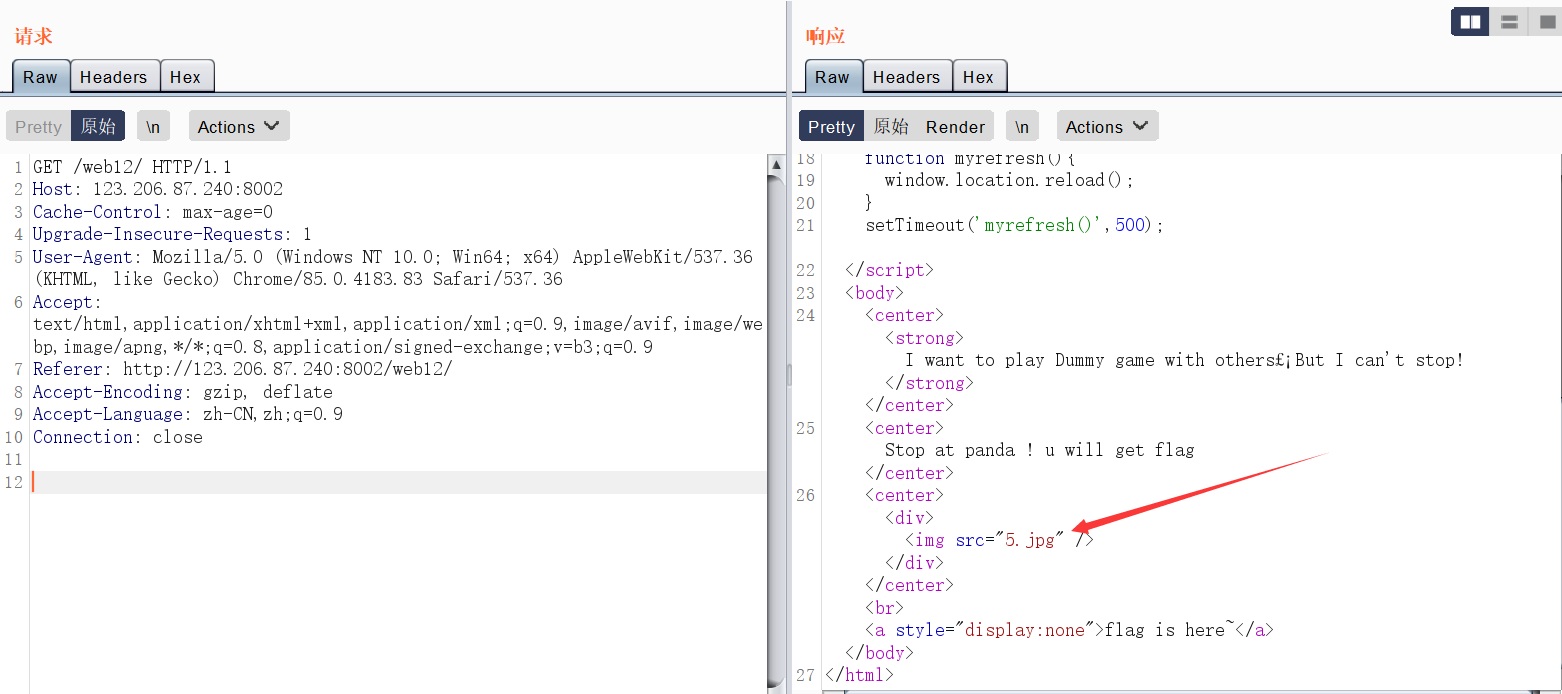 请求
Raw Headers Hex
Pretty 原始 \n Actions
1 GET /web12/ HTTP/1.1
2 Host: 123.206.87.240:8002
3 Cache-Control: max-age=0
4 Upgrade-Insecure-Requests: 1
5 User-Agent: Mozilla/5.0 (Windows NT 10.0; Win64; x64) AppleWebKit/537.36
(KHTML, like Gecko) Chrome/85.0.4183.83 Safari/537.36
6 Accept:
text/html,application/xhtml+xml,application/xml;q=0.9,image/avif,image/we
bp,image/apng,*/*;q=0.8,application/signed-exchange;v=b3;q=0.9
7 Referer: http://123.206.87.240:8002/web12/
8 Accept-Encoding: gzip, deflate
9 Accept-Language: zh-CN,zh;q=0.9
10 Connection: close
11
12
响应
Raw Headers Hex
Pretty 原始 Render \n Actions
18 function myrefresh(){
19 window.location.reload();
20 }
21 setTimeout('myrefresh()',500);
22 </script>
23 <body>
24 <center>
<strong>
I want to play Dummy game with others£¡But I can't stop!
</strong>
</center>
25 <center>
Stop at panda ! u will get flag
</center>
26 <center>
<div>
<img src="5.jpg" />
</div>
</center>
<br>
<a style="display:none">flag is here~</a>
</body>
27 </html>